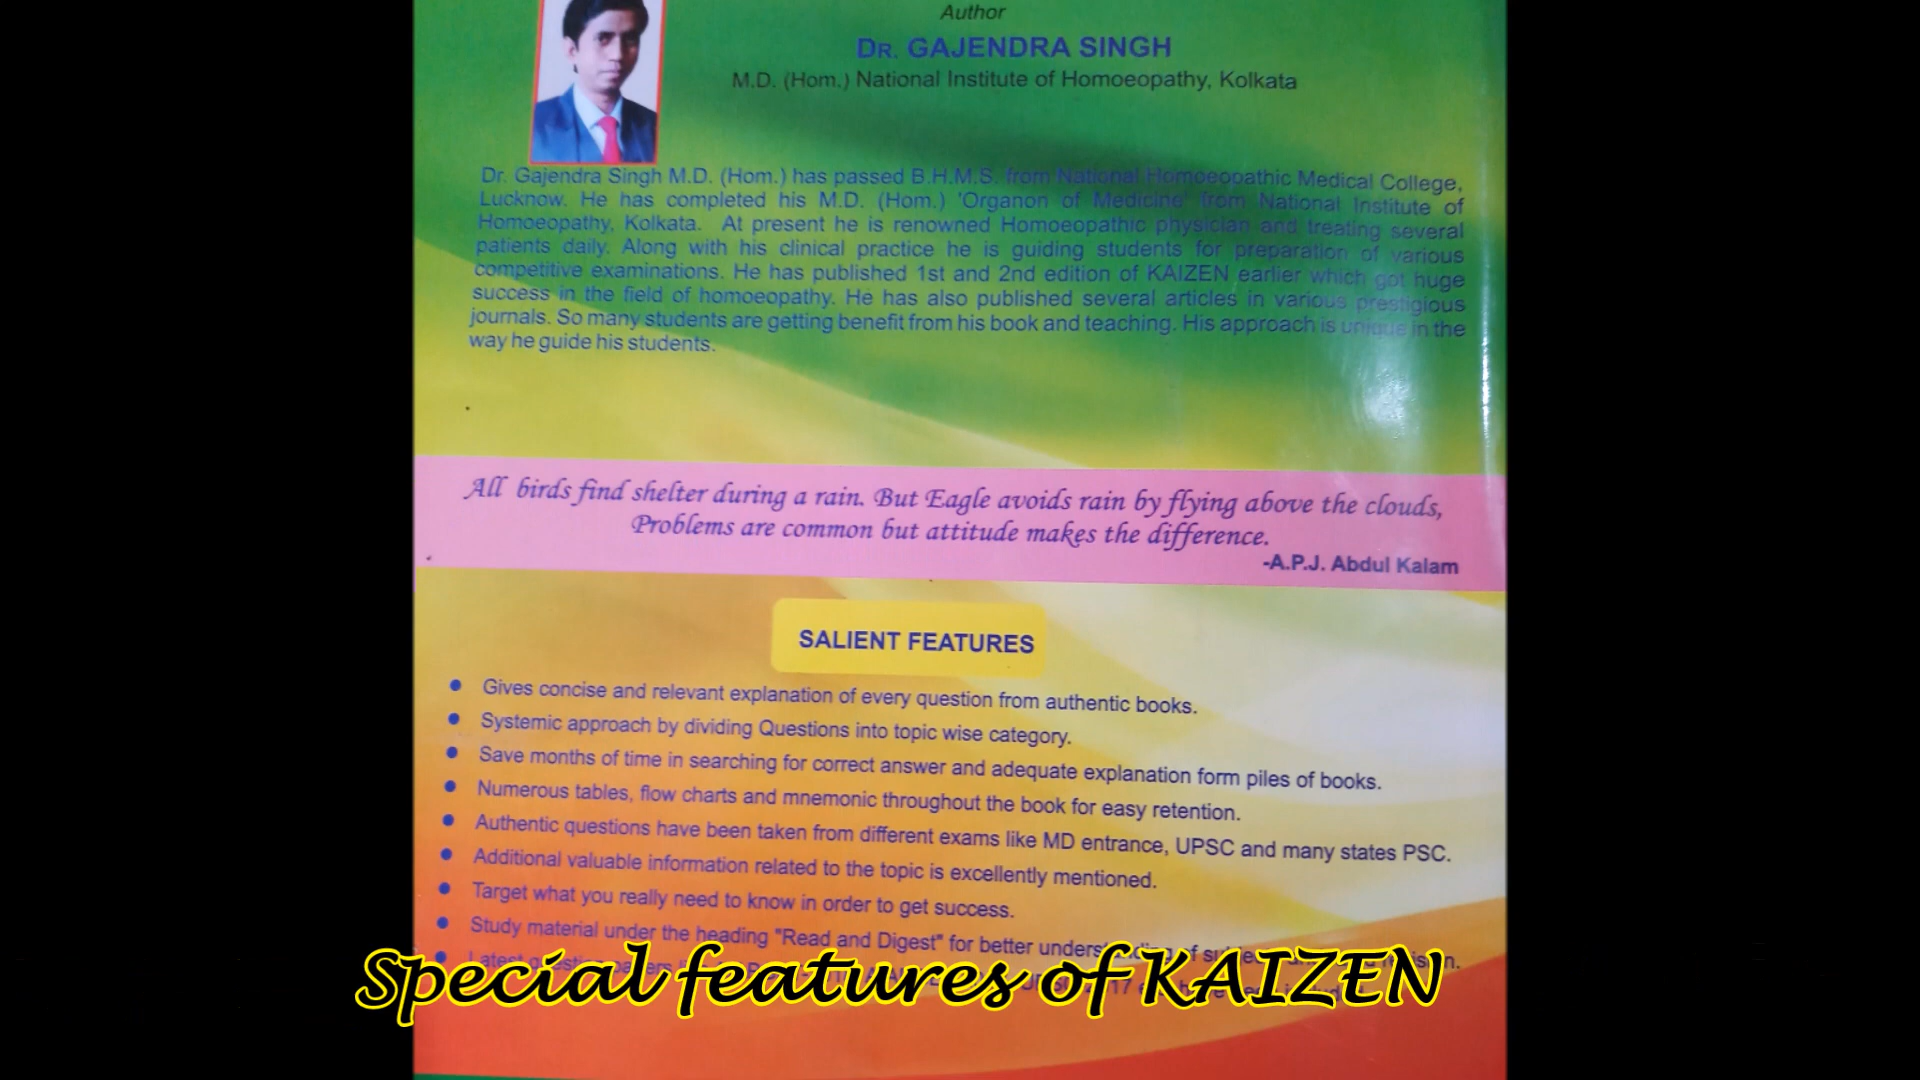 Author
DR. GAJENDRA SINGH
M.D. (Hom.) National Institute of Homoeopathy, Kolkata
Dr. Gajendra Singh M.D. (Hom.) has passed B.H.M.S. from National Homoeopathic Medical College,
Lucknow. He has completed his M.D. (Hom.) 'Organon of Medicine' from National Institute of
Homoeopathy, Kolkata. At present he is renowned Homoeopathic physician and treating several
patients daily. Along with his clinical practice he is guiding students for preparation of various
competitive examinations. He has published 1st and 2nd edition of KAIZEN earlier which got huge
success in the field of homoeopathy. He has also published several articles in various prestigious
journals. So many students are getting benefit from his book and teaching. His approach is unique in the
way he guide his students.
All birds find shelter during a rain. But Eagle avoids rain by flying above the clouds,
Problems are common but attitude makes the difference.
-A.P.J. Abdul Kalam
SALIENT FEATURES
Gives concise and relevant explanation of every question from authentic books.
Systemic approach by dividing Questions into topic wise category.
Save months of time in searching for correct answer and adequate explanation form piles of books.
Numerous tables, flow charts and mnemonic throughout the book for easy retention.
Authentic questions have been taken from different exams like MD entrance, UPSC and many states PSC.
Additional valuable information related to the topic is excellently mentioned.
Target what you really need to know in order to get success.
Study material under the heading "Read and Digest" for better understanding of
Latest question
Special features of KAIZEN